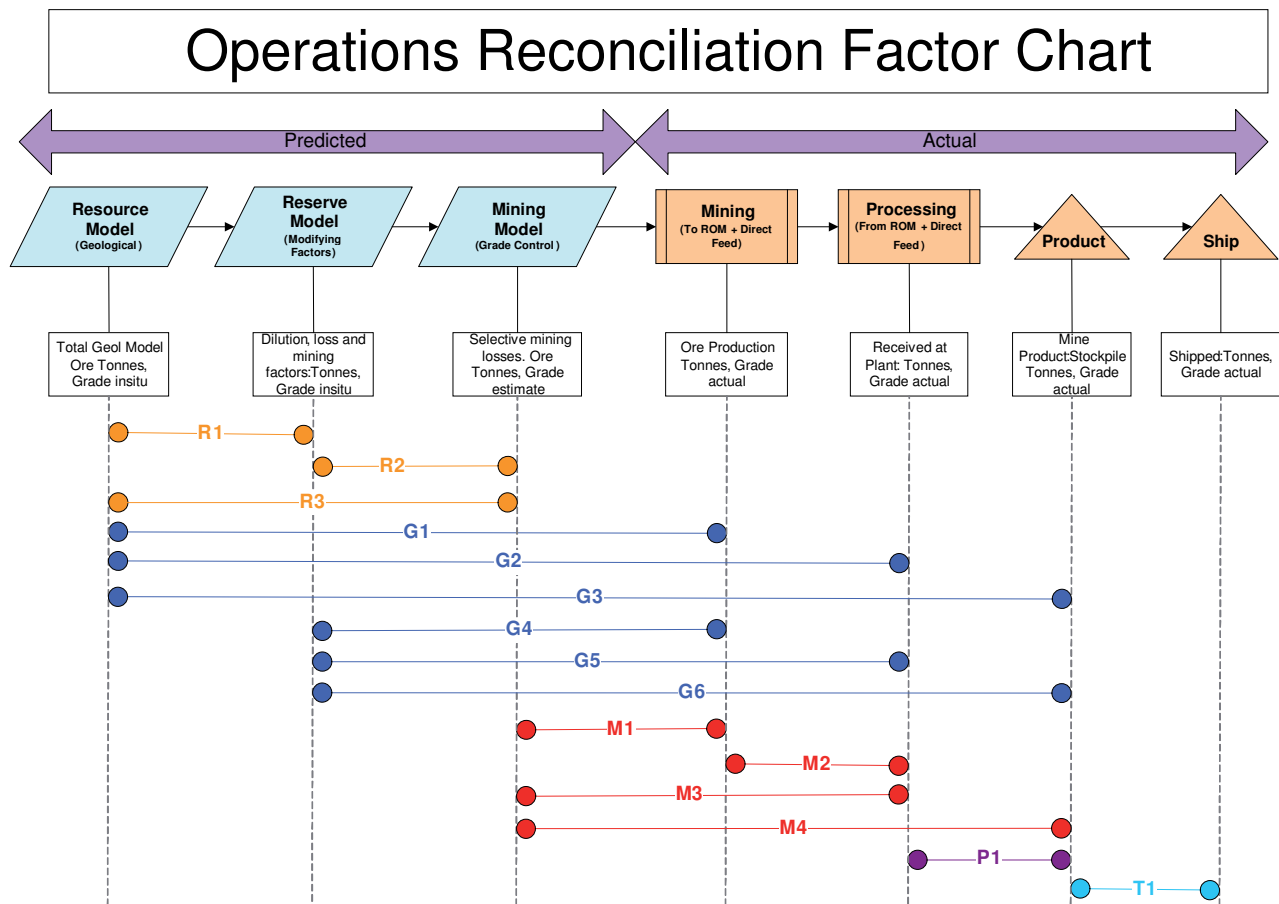 Operations Reconciliation Factor Chart
Predicted
Actual
Resource
Model
(Geological )
Reserve
Model
(Modifying
Factors)
Mining
Model
(Grade Control)
Mining
(To ROM + Direct
Feed)
Processing
(From ROM + Direct
Feed )
Product
Ship
Total Geol Model
Ore Tonnes,
Grade insitu
Dilution, loss and
mining
factors:Tonnes,
Grade insitu
Selective mining
losses. Ore
Tonnes, Grade
estimate
Ore Production
Tonnes, Grade
actual
Received at
Plant: Tonnes,
Grade actual
Mine
Product:Stockpile
Tonnes, Grade
actual
Shipped:Tonnes,
Grade actual
R1
R2
R3
G1
G2
G3
G4
G5
G6
M1
M2
M3
M4
P1
T1